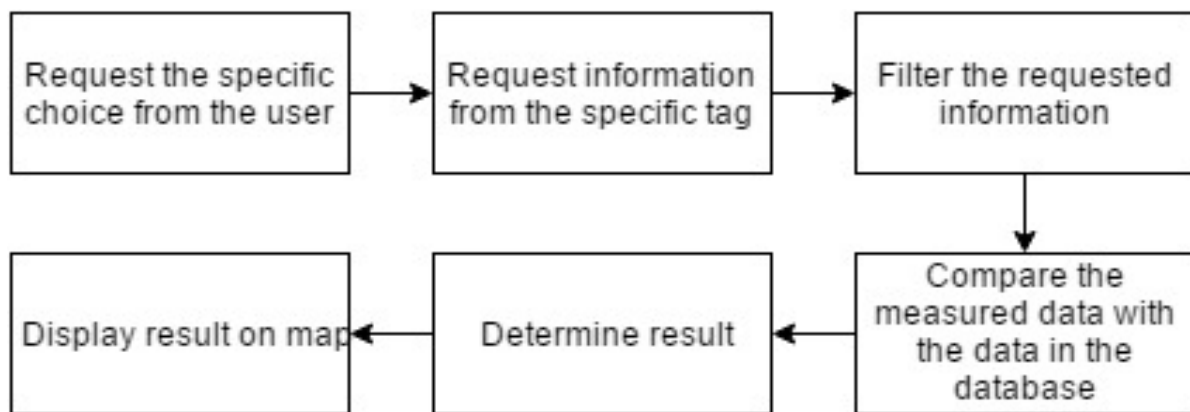 Request the specific
choice from the user
Request information
from the specific tag
Filter the requested
information
Compare the
measured data with
the data in the
database
Determine result
Display result on map